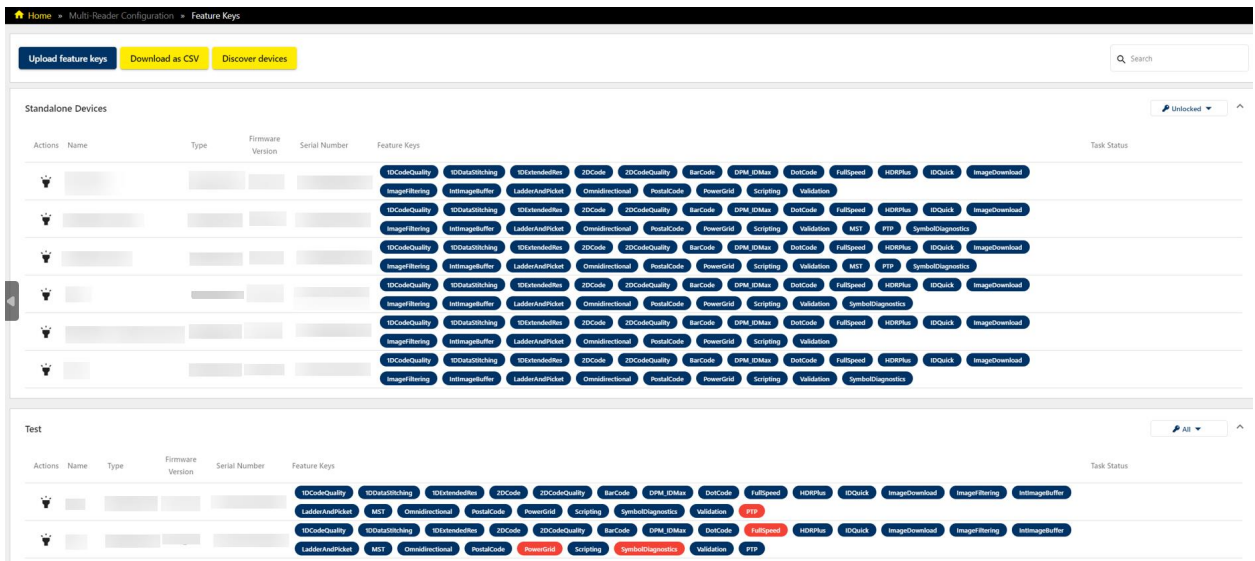 Home » Multi-Reader Configuration » Feature Keys
Upload feature keys Download as CSV Discover devices Search
Standalone Devices Unlocked
Actions Name Type Firmware Version Serial Number Feature Keys Task Status
1DCodeQuality 1DDataStitching 1DExtendedRes 2DCode 2DCodeQuality BarCode DPM_IDMax DotCode FullSpeed HDRPlus IDQuick ImageDownload
ImageFiltering IntImageBuffer LadderAndPicket Omnidirectional PostalCode PowerGrid Scripting Validation
1DCodeQuality 1DDataStitching 1DExtendedRes 2DCode 2DCodeQuality BarCode DPM_IDMax DotCode FullSpeed HDRPlus IDQuick ImageDownload
ImageFiltering IntImageBuffer LadderAndPicket Omnidirectional PostalCode PowerGrid Scripting Validation MST PTP SymbolDiagnostics
1DCodeQuality 1DDataStitching 1DExtendedRes 2DCode 2DCodeQuality BarCode DPM_IDMax DotCode FullSpeed HDRPlus IDQuick ImageDownload
ImageFiltering IntImageBuffer LadderAndPicket Omnidirectional PostalCode PowerGrid Scripting Validation MST PTP SymbolDiagnostics
1DCodeQuality 1DDataStitching 1DExtendedRes 2DCode 2DCodeQuality BarCode DPM_IDMax DotCode FullSpeed HDRPlus IDQuick ImageDownload
ImageFiltering IntImageBuffer LadderAndPicket Omnidirectional PostalCode PowerGrid Scripting Validation SymbolDiagnostics
1DCodeQuality 1DDataStitching 1DExtendedRes 2DCode 2DCodeQuality BarCode DPM_IDMax DotCode FullSpeed HDRPlus IDQuick ImageDownload
ImageFiltering IntImageBuffer LadderAndPicket Omnidirectional PostalCode PowerGrid Scripting Validation
1DCodeQuality 1DDataStitching 1DExtendedRes 2DCode 2DCodeQuality BarCode DPM_IDMax DotCode FullSpeed HDRPlus IDQuick ImageDownload
ImageFiltering IntImageBuffer LadderAndPicket Omnidirectional PostalCode PowerGrid Scripting Validation SymbolDiagnostics
Test All
Actions Name Type Firmware Version Serial Number Feature Keys Task Status
1DCodeQuality 1DDataStitching 1DExtendedRes 2DCode 2DCodeQuality BarCode DPM_IDMax DotCode FullSpeed HDRPlus IDQuick ImageDownload ImageFiltering IntImageBuffer
LadderAndPicket MST Omnidirectional PostalCode PowerGrid Scripting SymbolDiagnostics Validation PTP
1DCodeQuality 1DDataStitching 1DExtendedRes 2DCode 2DCodeQuality BarCode DPM_IDMax DotCode FullSpeed HDRPlus IDQuick ImageDownload ImageFiltering IntImageBuffer
LadderAndPicket MST Omnidirectional PostalCode PowerGrid Scripting SymbolDiagnostics Validation PTP